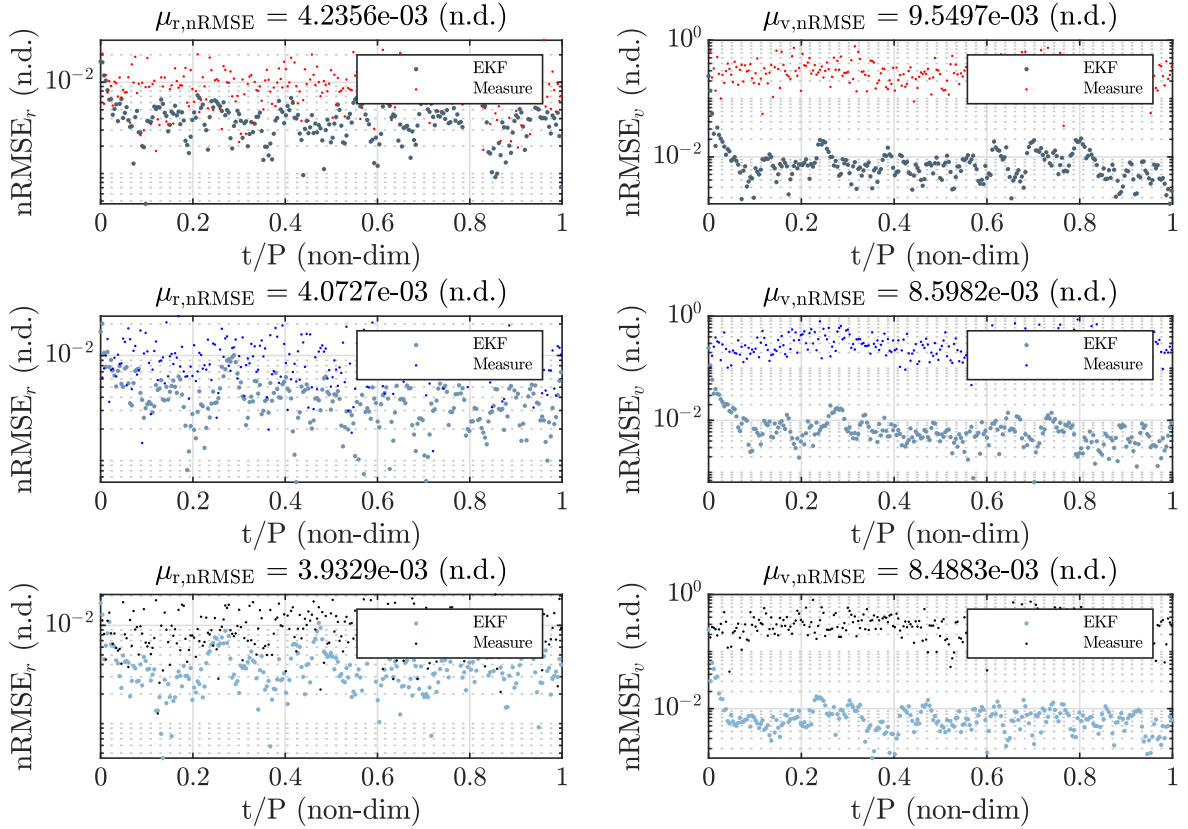 μr,nRMSE = 4.2356e-03 (n.d.)
nRMSEr (n.d.)
10-2
EKF
Measure
0 0.2 0.4 0.6 0.8 1
t/P (non-dim)
μv,nRMSE = 9.5497e-03 (n.d.)
nRMSEv (n.d.)
100
10-2
EKF
Measure
0 0.2 0.4 0.6 0.8 1
t/P (non-dim)
μr,nRMSE = 4.0727e-03 (n.d.)
nRMSEr (n.d.)
10-2
EKF
Measure
0 0.2 0.4 0.6 0.8 1
t/P (non-dim)
μv,nRMSE = 8.5982e-03 (n.d.)
nRMSEv (n.d.)
100
10-2
EKF
Measure
0 0.2 0.4 0.6 0.8 1
t/P (non-dim)
μr,nRMSE = 3.9329e-03 (n.d.)
nRMSEr (n.d.)
10-2
EKF
Measure
0 0.2 0.4 0.6 0.8 1
t/P (non-dim)
μv,nRMSE = 8.4883e-03 (n.d.)
nRMSEv (n.d.)
100
10-2
EKF
Measure
0 0.2 0.4 0.6 0.8 1
t/P (non-dim)